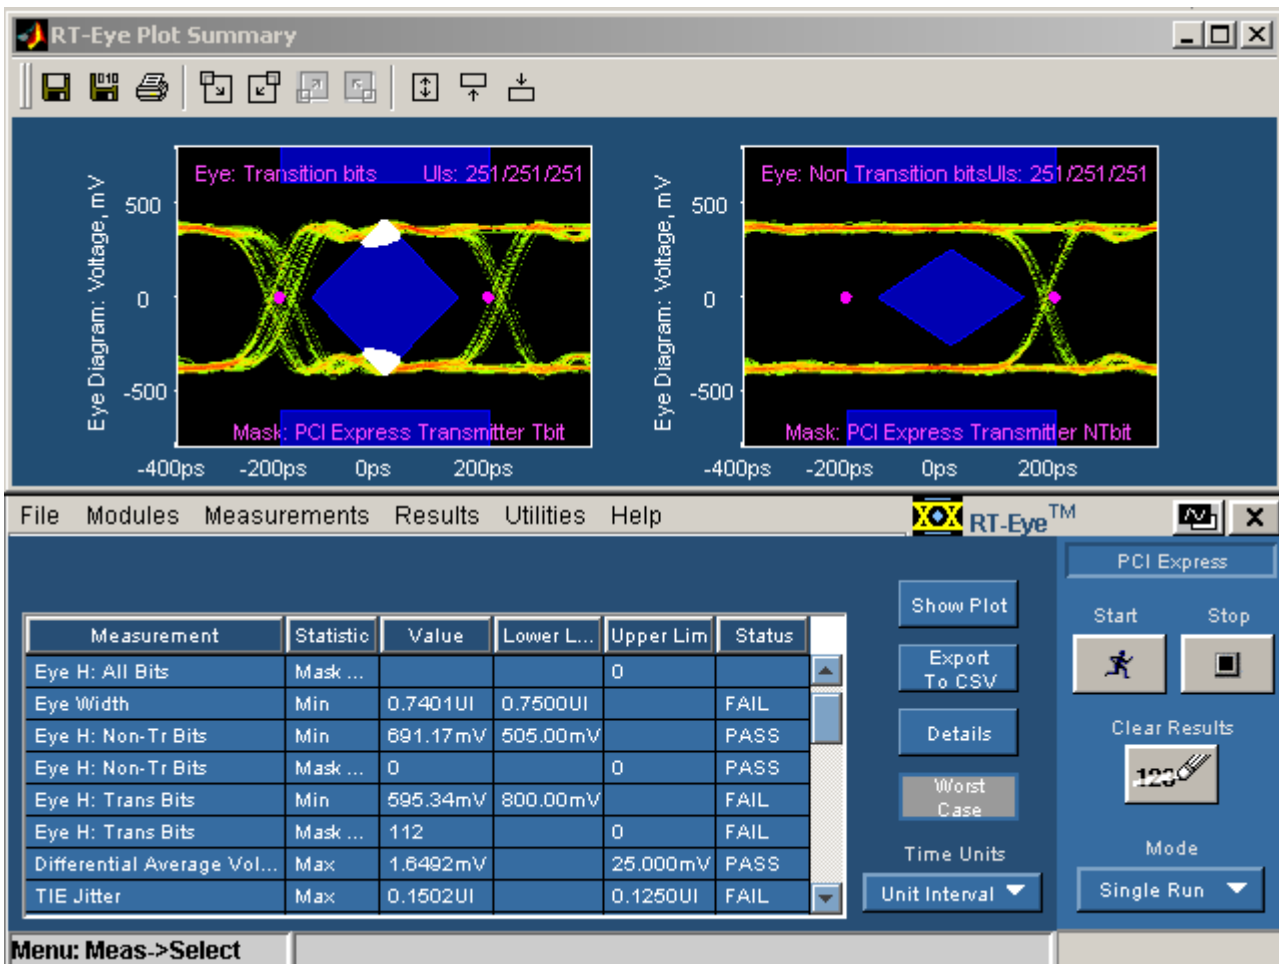 RT-Eye Plot Summary
Eye: Transition bits UIs: 251/251/251
Eye Diagram: Voltage, mV
500
0
-500
Mask: PCI Express Transmitter Tbit
-400ps -200ps 0ps 200ps
Eye: Non Transition bitsUIs: 251/251/251
Eye Diagram: Voltage, mV
500
0
-500
Mask: PCI Express Transmitter NTbit
-400ps -200ps 0ps 200ps
File Modules Measurements Results Utilities Help
RT-Eye™
PCI Express
Measurement Statistic Value Lower L... Upper Lim Status
Eye H: All Bits Mask ... 0
Eye Width Min 0.7401UI 0.7500UI FAIL
Eye H: Non-Tr Bits Min 691.17mV 505.00mV PASS
Eye H: Non-Tr Bits Mask ... 0 0 PASS
Eye H: Trans Bits Min 595.34mV 800.00mV FAIL
Eye H: Trans Bits Mask ... 112 0 FAIL
Differential Average Vol... Max 1.6492mV 25.000mV PASS
TIE Jitter Max 0.1502UI 0.1250UI FAIL
Show Plot
Export
To CSV
Details
Worst
Case
Time Units
Unit Interval
Start Stop
Clear Results
123
Mode
Single Run
Menu: Meas->Select